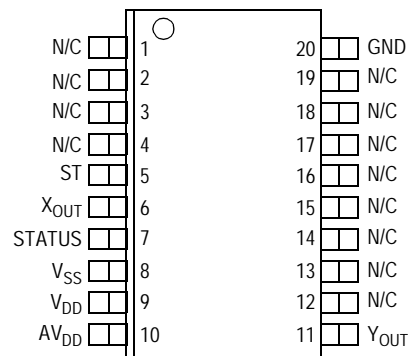 N/C 1 20 GND
N/C 2 19 N/C
N/C 3 18 N/C
N/C 4 17 N/C
ST 5 16 N/C
XOUT 6 15 N/C
STATUS 7 14 N/C
VSS 8 13 N/C
VDD 9 12 N/C
AVDD 10 11 YOUT